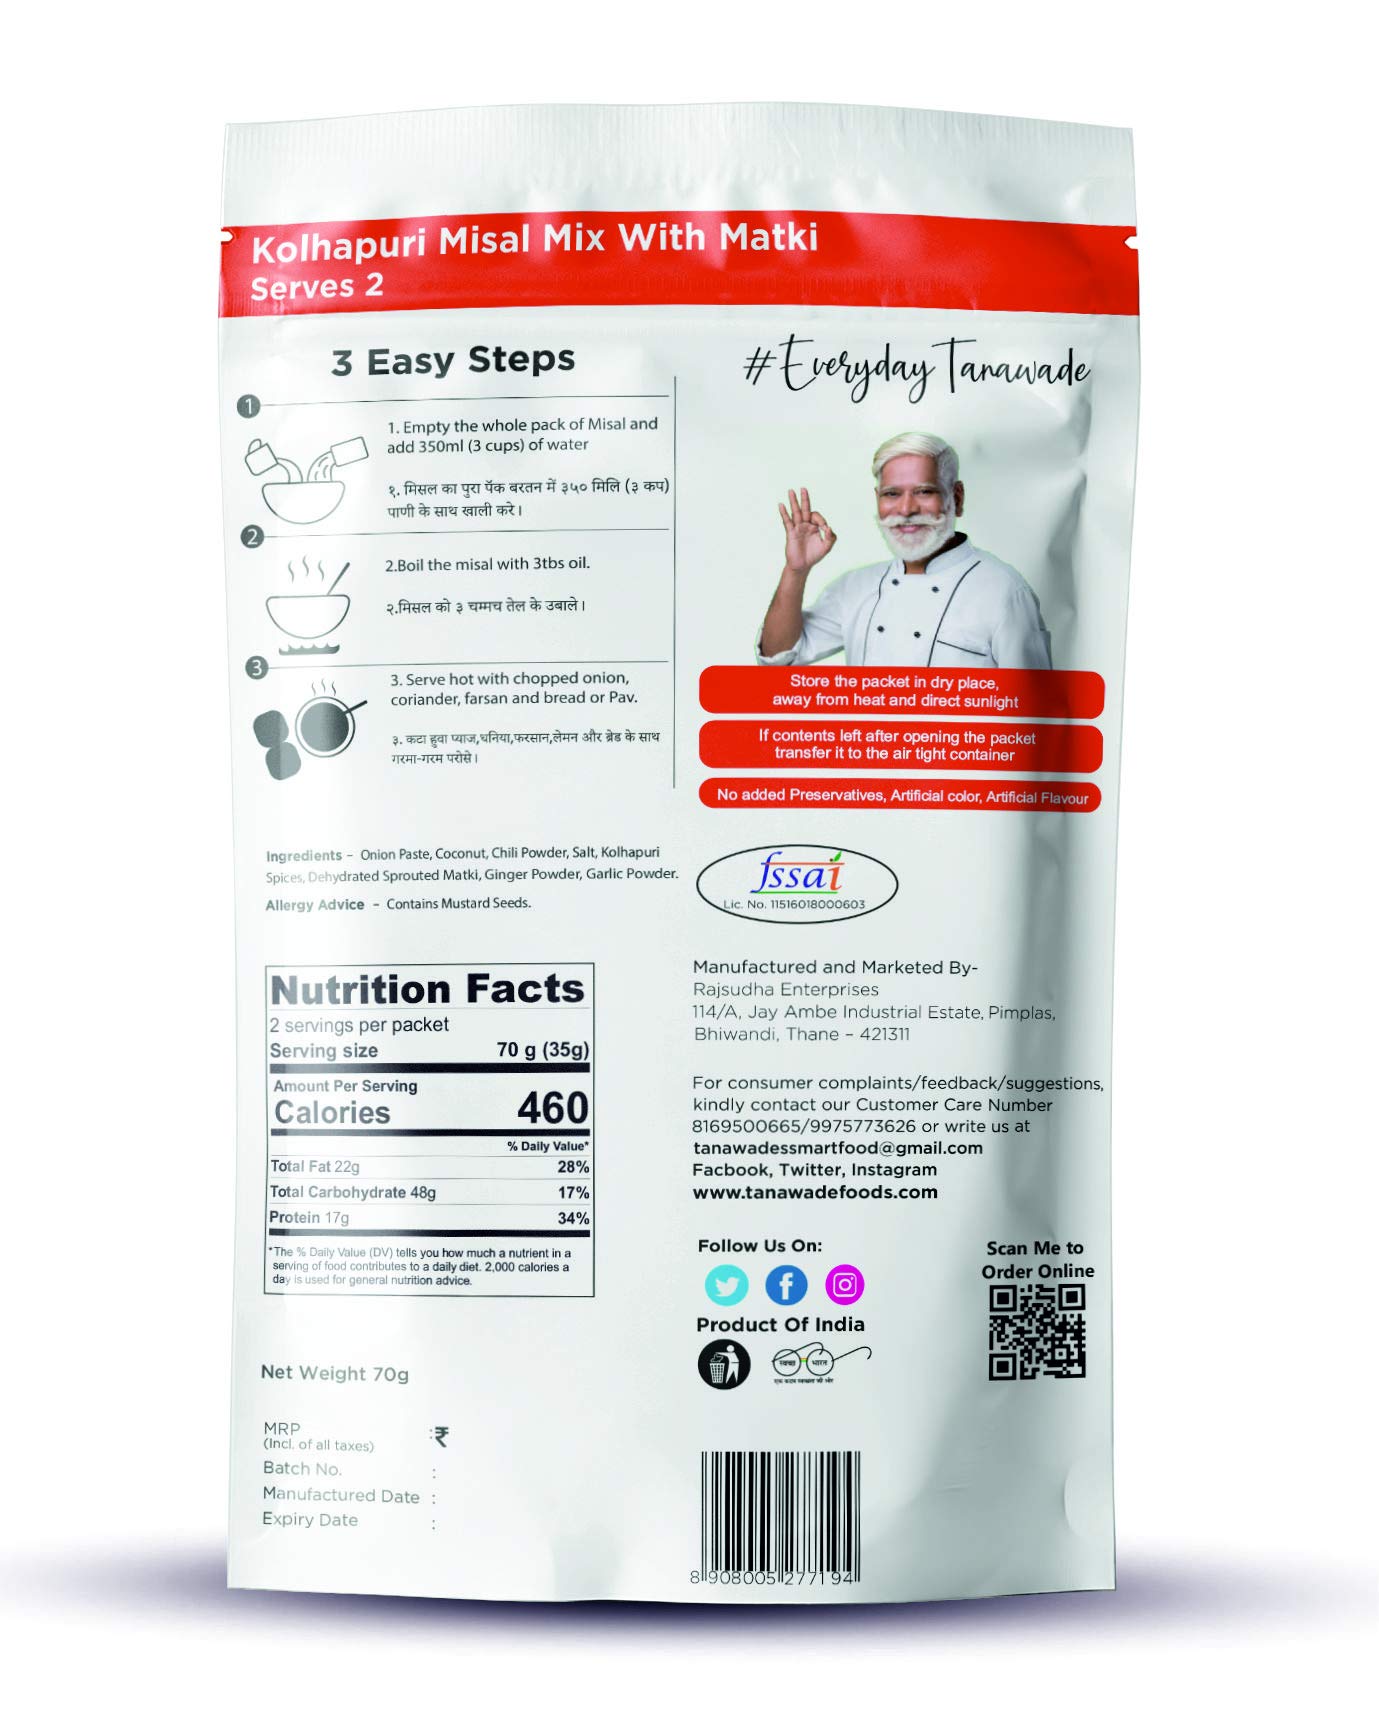 Kolhapuri Misal Mix With Matki
Serves 2
3 Easy Steps
1
1. Empty the whole pack of Misal and
add 350ml (3 cups) of water
१. मिसल का पुरा पॅक बरतन में ३५० मिलि (३ कप)
पाणी के साथ खाली करे।
2
2.Boil the misal with 3tbs oil.
२.मिसल को ३ चम्मच तेल के उबाले।
3
3. Serve hot with chopped onion,
coriander, farsan and bread or Pav.
३. कटा हुवा प्याज,धनिया,फरसान,लेमन और ब्रेड के साथ
गरमा-गरम परोसे।
#Everyday Tanawade
Store the packet in dry place,
away from heat and direct sunlight
If contents left after opening the packet
transfer it to the air tight container
No added Preservatives, Artificial color, Artificial Flavour
Ingredients - Onion Paste, Coconut, Chili Powder, Salt, Kolhapuri
Spices, Dehydrated Sprouted Matki, Ginger Powder, Garlic Powder.
Allergy Advice - Contains Mustard Seeds.
fssai
Lic. No. 11516018000603
Nutrition Facts
2 servings per packet
Serving size 70 g (35g)
Amount Per Serving
Calories 460
% Daily Value*
Total Fat 22g 28%
Total Carbohydrate 48g 17%
Protein 17g 34%
*The % Daily Value (DV) tells you how much a nutrient in a
serving of food contributes to a daily diet. 2,000 calories a
day is used for general nutrition advice.
Manufactured and Marketed By-
Rajsudha Enterprises
114/A, Jay Ambe Industrial Estate, Pimplas,
Bhiwandi, Thane - 421311
For consumer complaints/feedback/suggestions,
kindly contact our Customer Care Number
8169500665/9975773626 or write us at
tanawadessmartfood@gmail.com
Facbook, Twitter, Instagram
www.tanawadefoods.com
Follow Us On:
Product Of India
स्वच्छ भारत
एक कदम स्वच्छता की ओर
Scan Me to
Order Online
Net Weight 70g
MRP :₹
(Incl. of all taxes)
Batch No. :
Manufactured Date :
Expiry Date :
8 908005 277194